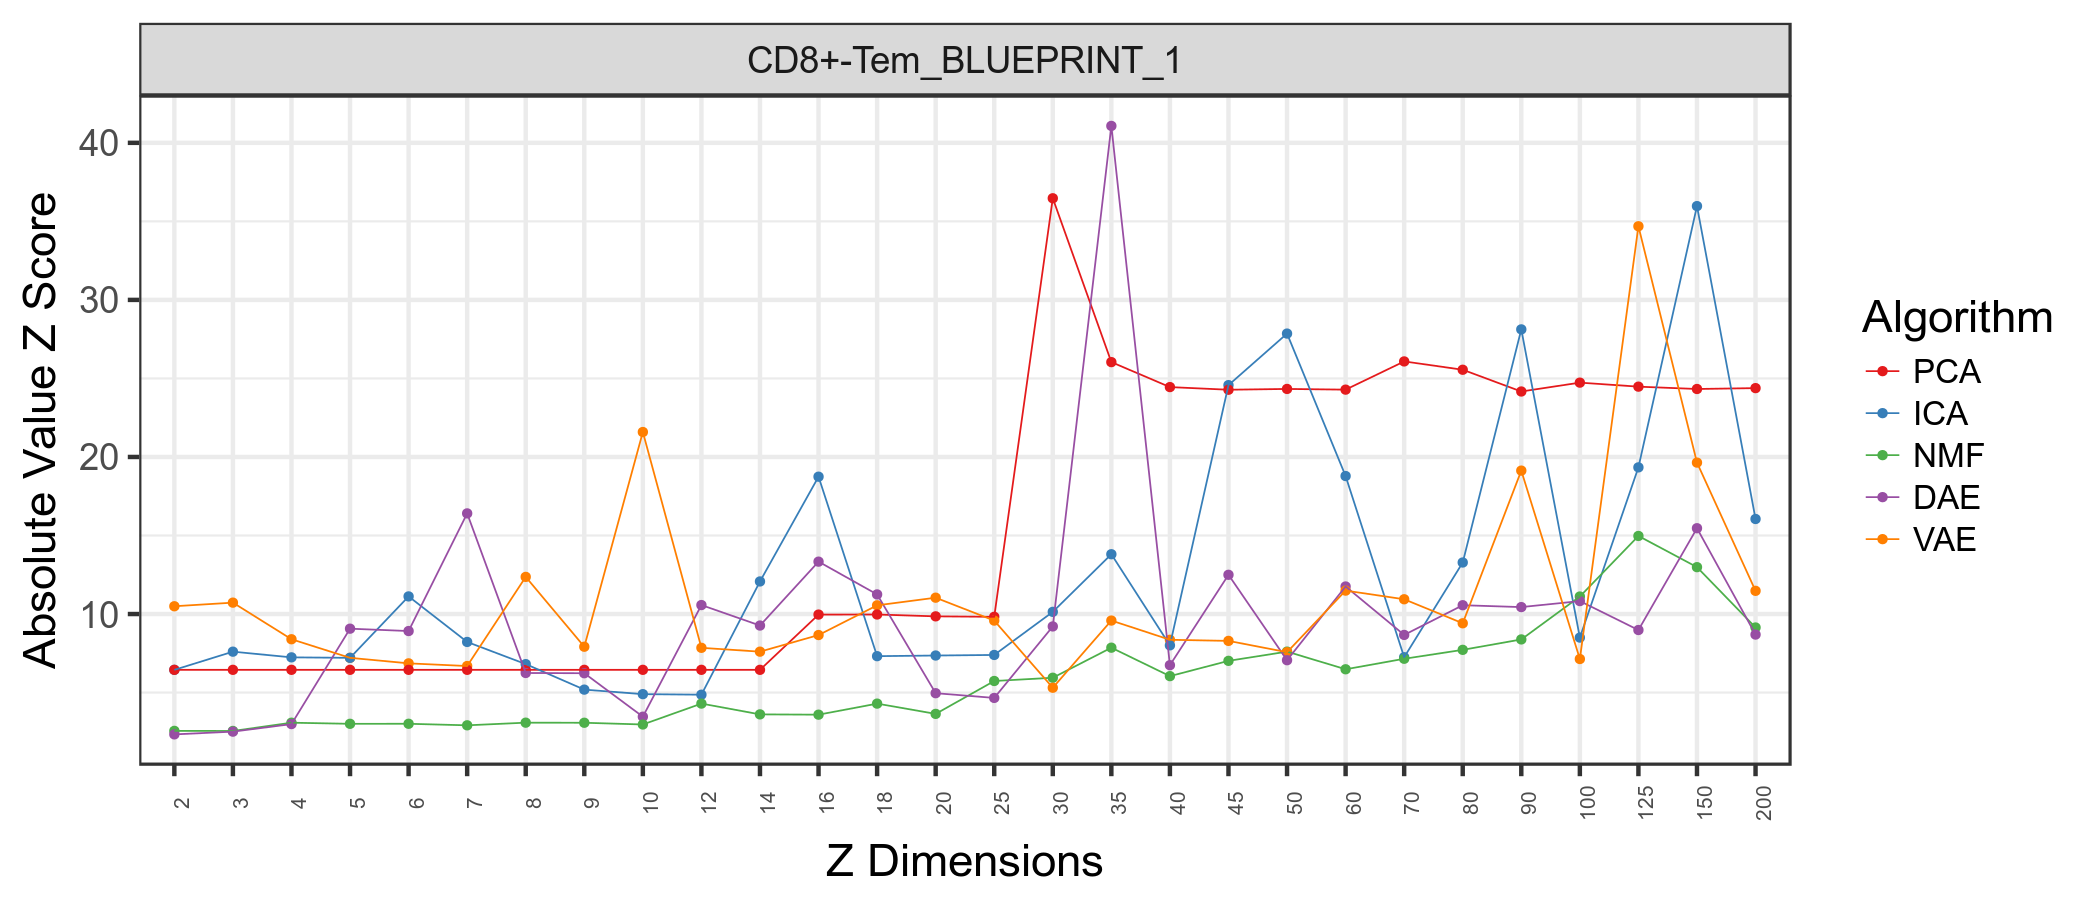 CD8+-Tem_BLUEPRINT_1
Absolute Value Z Score
40
30
20
10
2 3 4 5 6 7 8 9 10 12 14 16 18 20 25 30 35 40 45 50 60 70 80 90 100 125 150 200
Z Dimensions
Algorithm
PCA
ICA
NMF
DAE
VAE